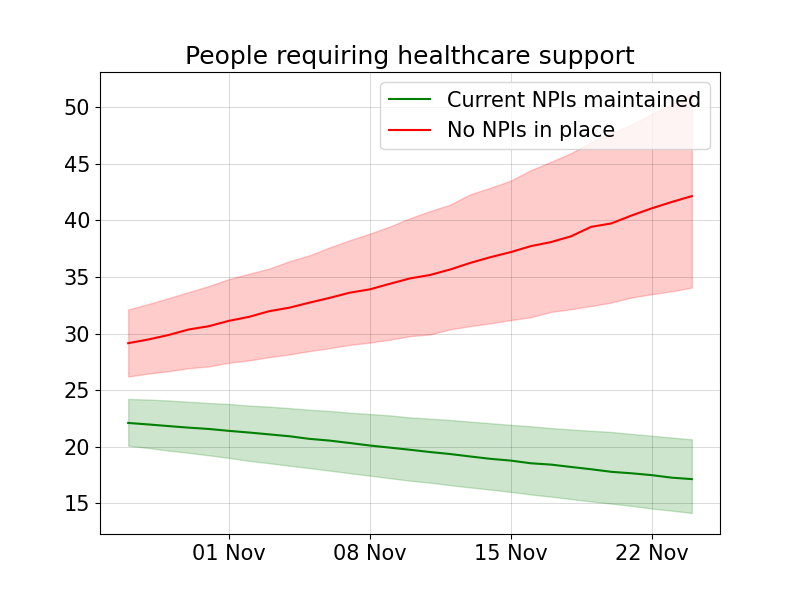 People requiring healthcare support
Current NPIs maintained
No NPIs in place
50
45
40
35
30
25
20
15
01 Nov 08 Nov 15 Nov 22 Nov